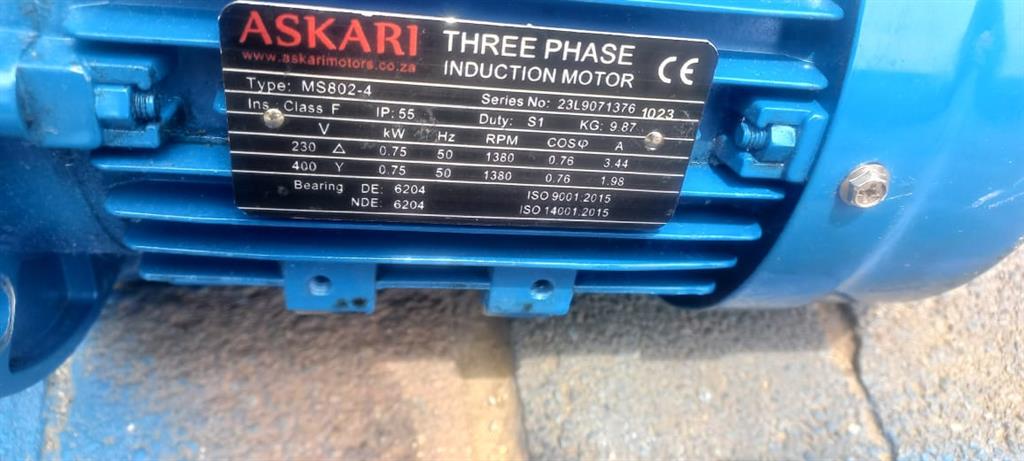 ASKARI
www.askarimotors.co.za
THREE PHASE
INDUCTION MOTOR
CE
Type: MS802-4
Series No: 23L9071376 1023
Ins. Class F IP: 55 Duty: S1 KG: 9.87
V kW Hz RPM COSφ A
230 △ 0.75 50 1380 0.76 3.44
400 Y 0.75 50 1380 0.76 1.98
Bearing DE: 6204 ISO 9001:2015
NDE: 6204 ISO 14001:2015